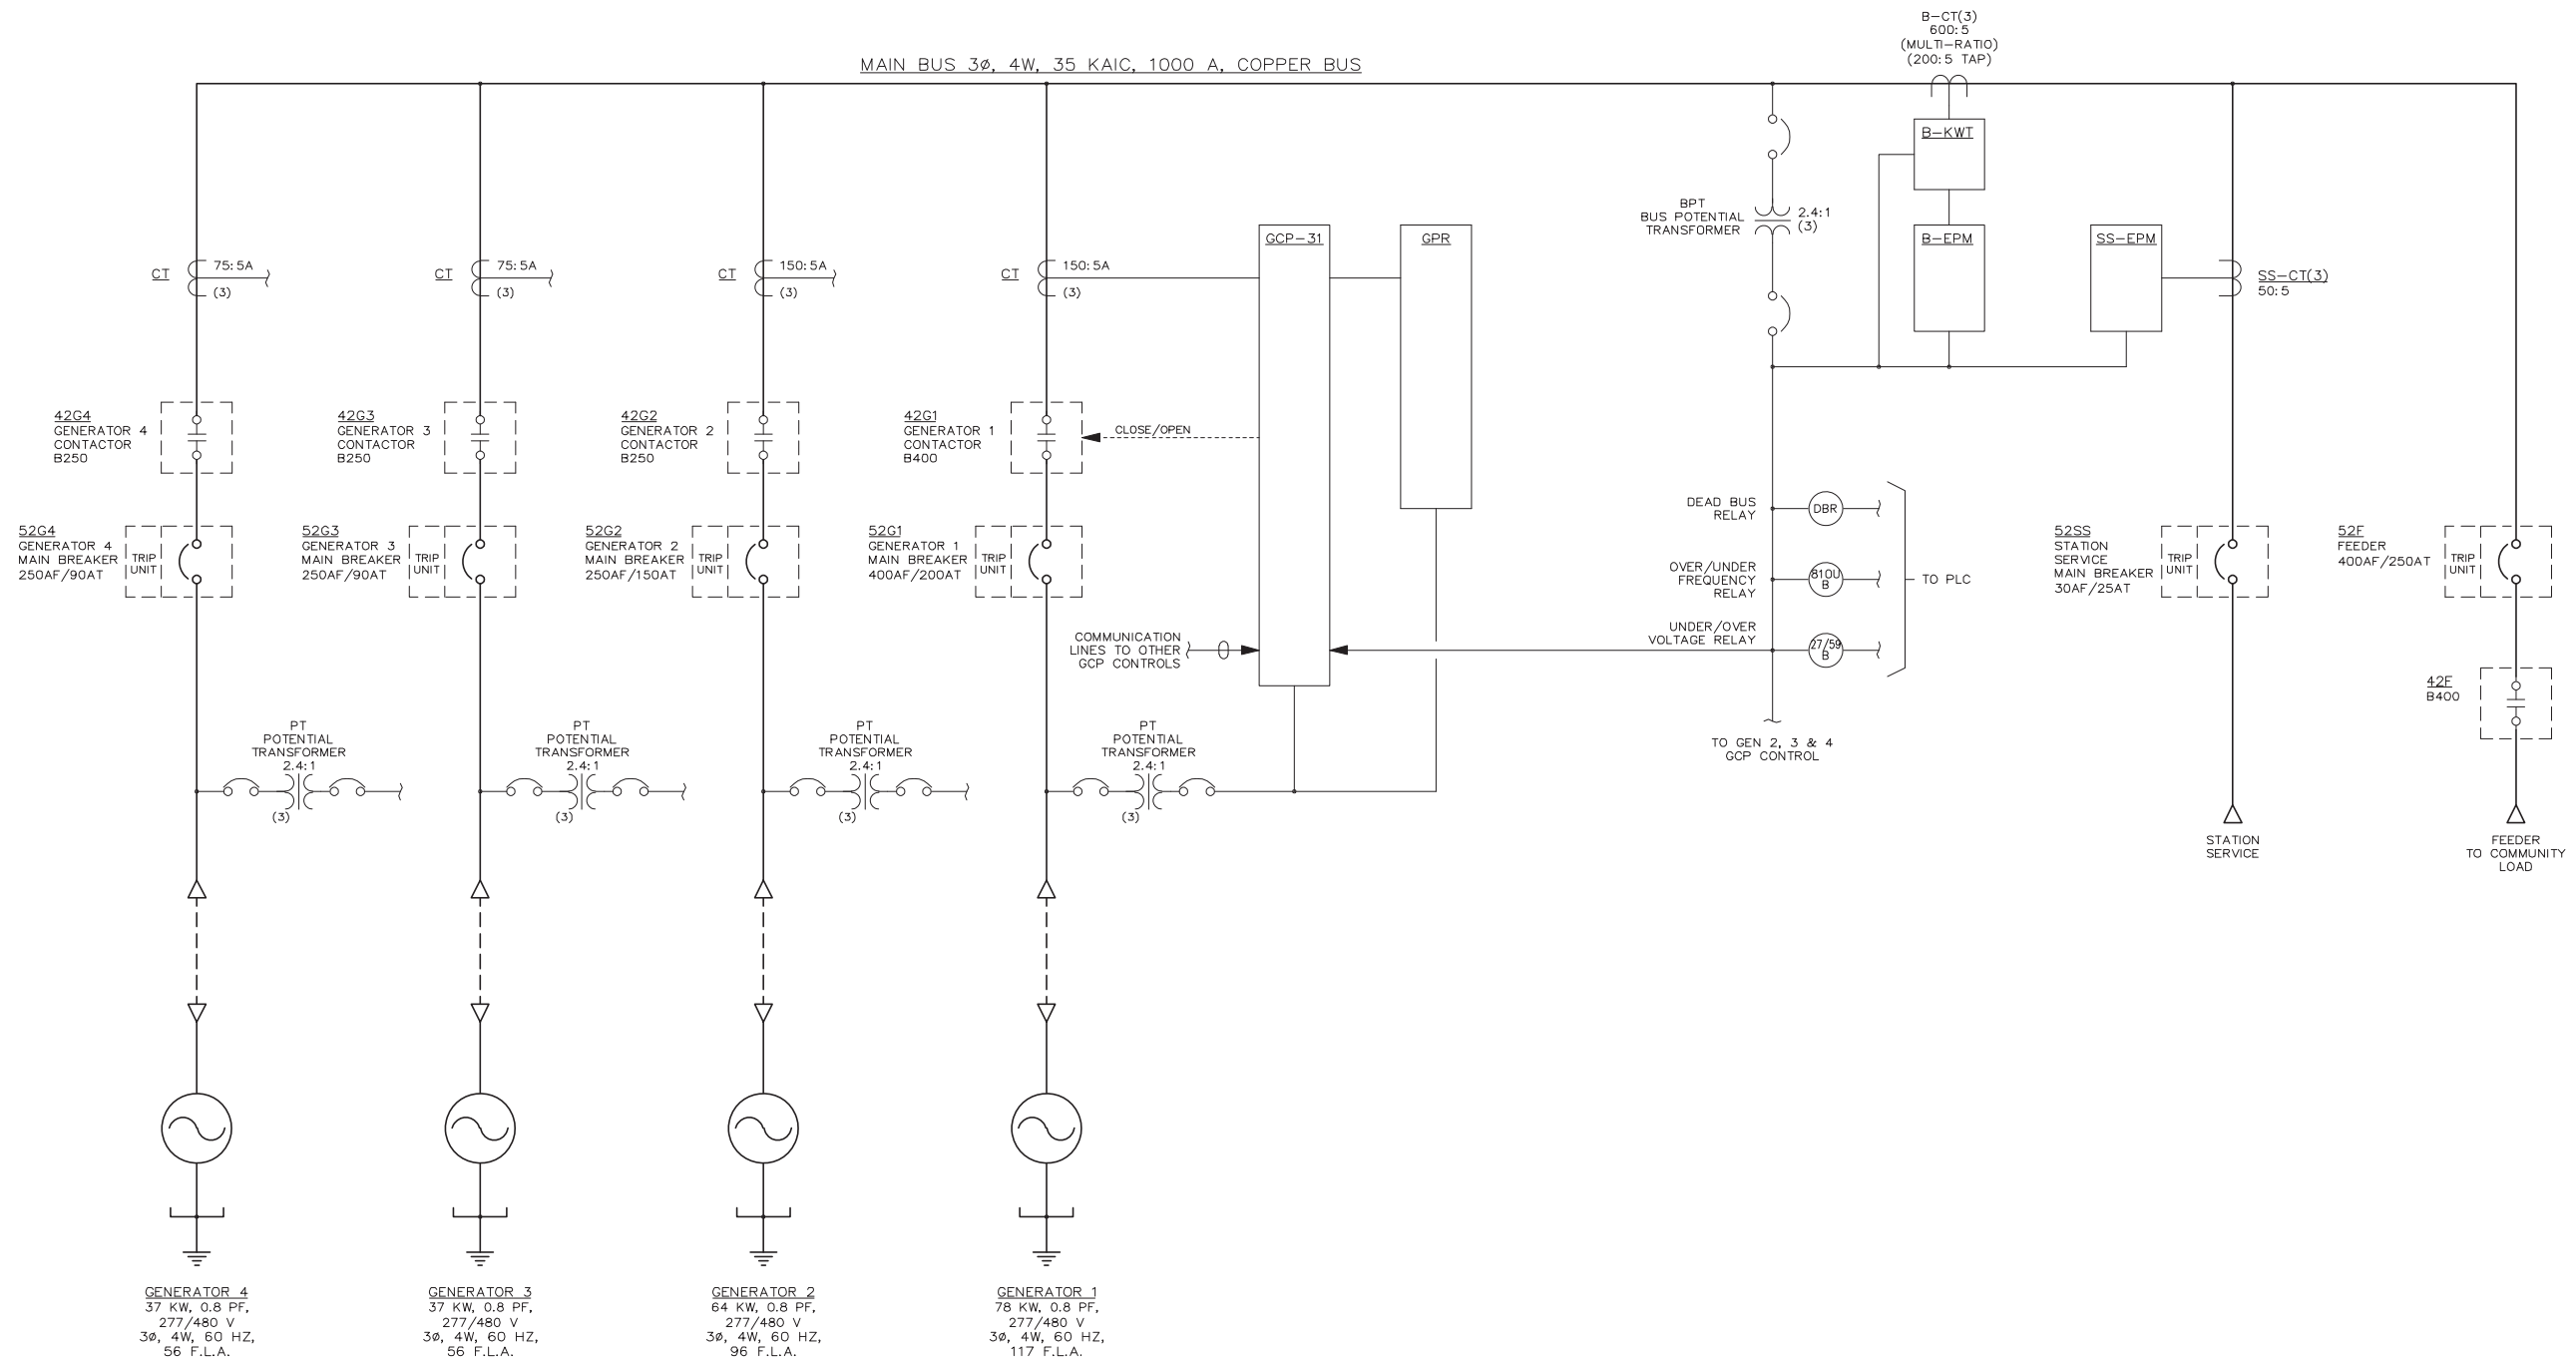 B-CT(3)
600:5
(MULTI-RATIO)
(200:5 TAP)
MAIN BUS 3ø, 4W, 35 KAIC, 1000 A, COPPER BUS
B-KWT
BPT
BUS POTENTIAL
TRANSFORMER
2.4:1
(3)
GCP-31
GPR
B-EPM
SS-EPM
CT
75:5A
(3)
CT
75:5A
(3)
CT
150:5A
(3)
CT
150:5A
(3)
SS-CT(3)
50:5
42G4
GENERATOR 4
CONTACTOR
B250
42G3
GENERATOR 3
CONTACTOR
B250
42G2
GENERATOR 2
CONTACTOR
B250
42G1
GENERATOR 1
CONTACTOR
B400
CLOSE/OPEN
52G4
GENERATOR 4
MAIN BREAKER
250AF/90AT
TRIP
UNIT
52G3
GENERATOR 3
MAIN BREAKER
250AF/90AT
TRIP
UNIT
52G2
GENERATOR 2
MAIN BREAKER
250AF/150AT
TRIP
UNIT
52G1
GENERATOR 1
MAIN BREAKER
400AF/200AT
TRIP
UNIT
DEAD BUS
RELAY
DBR
OVER/UNDER
FREQUENCY
RELAY
81OU
B
TO PLC
UNDER/OVER
VOLTAGE RELAY
27/59
B
52SS
STATION
SERVICE
MAIN BREAKER
30AF/25AT
TRIP
UNIT
52F
FEEDER
400AF/250AT
TRIP
UNIT
COMMUNICATION
LINES TO OTHER
GCP CONTROLS
42F
B400
PT
POTENTIAL
TRANSFORMER
2.4:1
(3)
PT
POTENTIAL
TRANSFORMER
2.4:1
(3)
PT
POTENTIAL
TRANSFORMER
2.4:1
(3)
PT
POTENTIAL
TRANSFORMER
2.4:1
(3)
TO GEN 2, 3 & 4
GCP CONTROL
STATION
SERVICE
FEEDER
TO COMMUNITY
LOAD
GENERATOR 4
37 KW, 0.8 PF,
277/480 V
3ø, 4W, 60 HZ,
56 F.L.A.
GENERATOR 3
37 KW, 0.8 PF,
277/480 V
3ø, 4W, 60 HZ,
56 F.L.A.
GENERATOR 2
64 KW, 0.8 PF,
277/480 V
3ø, 4W, 60 HZ,
96 F.L.A.
GENERATOR 1
78 KW, 0.8 PF,
277/480 V
3ø, 4W, 60 HZ,
117 F.L.A.